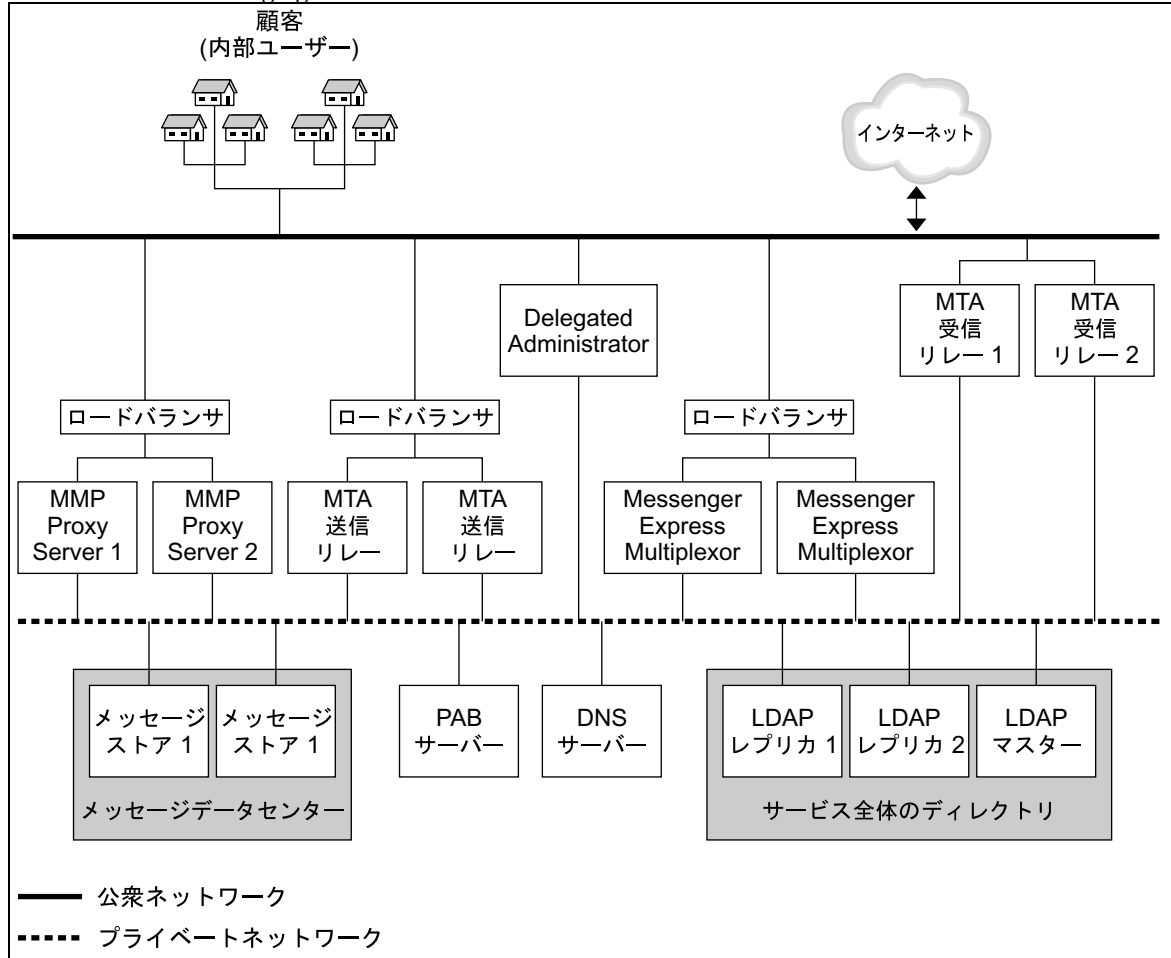 顧客
(内部ユーザー)
インターネット
Delegated
Administrator
MTA
受信
リレー 1
MTA
受信
リレー 2
ロードバランサ
ロードバランサ
ロードバランサ
MMP
Proxy
Server 1
MMP
Proxy
Server 2
MTA
送信
リレー
MTA
送信
リレー
Messenger
Express
Multiplexor
Messenger
Express
Multiplexor
メッセージ
ストア 1
メッセージ
ストア 1
メッセージデータセンター
PAB
サーバー
DNS
サーバー
LDAP
レプリカ 1
LDAP
レプリカ 2
LDAP
マスター
サービス全体のディレクトリ
公衆ネットワーク
プライベートネットワーク